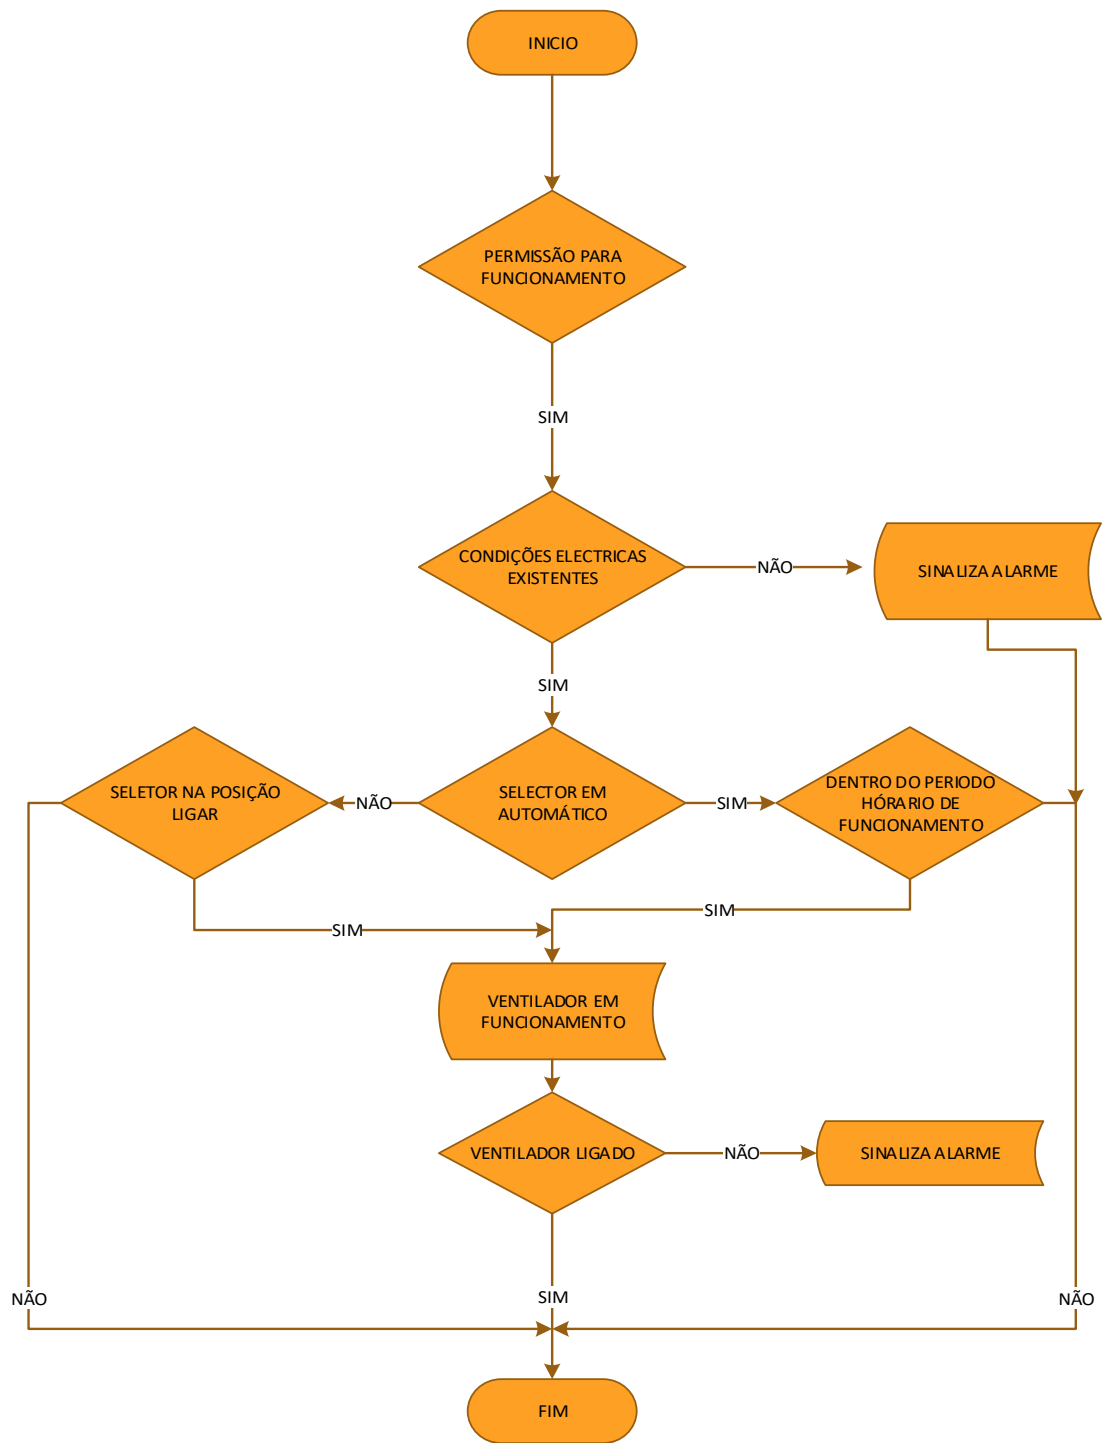 INICIO
PERMISSÃO PARA
FUNCIONAMENTO
SIM
CONDIÇÕES ELECTRICAS
EXISTENTES
NÃO
SINALIZA ALARME
SIM
SELETOR NA POSIÇÃO
LIGAR
NÃO
SELECTOR EM
AUTOMÁTICO
SIM
DENTRO DO PERIODO
HÓRARIO DE
FUNCIONAMENTO
SIM
SIM
VENTILADOR EM
FUNCIONAMENTO
VENTILADOR LIGADO
NÃO
SINALIZA ALARME
NÃO
SIM
NÃO
FIM